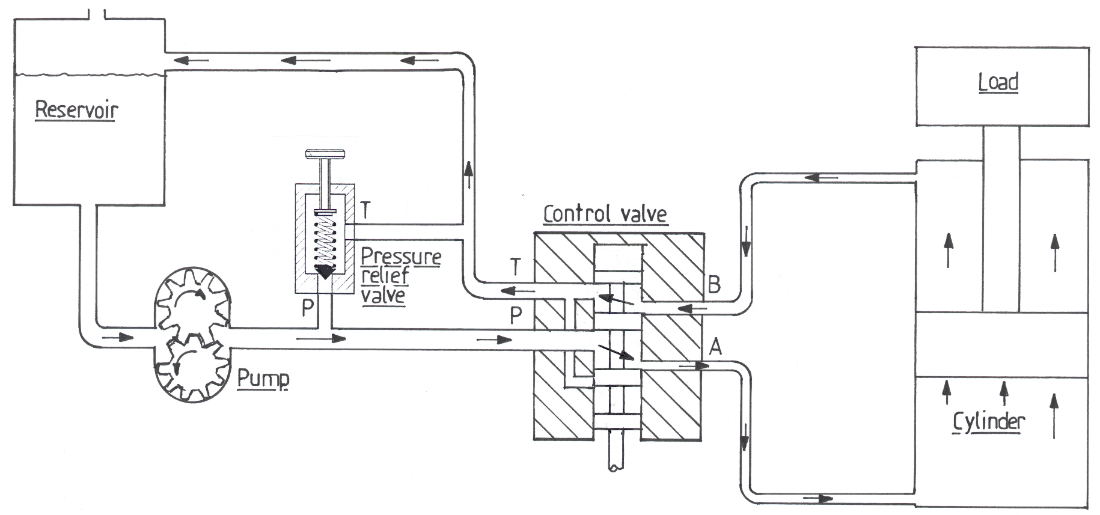 Reservoir
Load
T
Pressure
relief
valve
P
Control valve
T
P
B
A
Pump
Cylinder